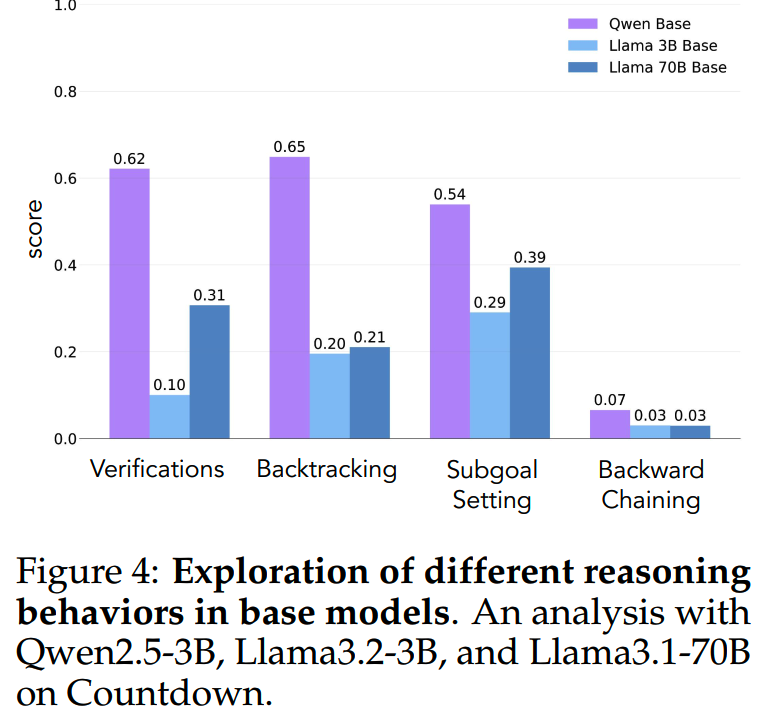 1.0
Qwen Base
Llama 3B Base
Llama 70B Base
0.8
0.6
0.4
0.2
0.0
score
0.62
0.10
0.31
0.65
0.20
0.21
0.54
0.29
0.39
0.07
0.03
0.03
Verifications
Backtracking
Subgoal
Setting
Backward
Chaining
Figure 4: Exploration of different reasoning
behaviors in base models. An analysis with
Qwen2.5-3B, Llama3.2-3B, and Llama3.1-70B
on Countdown.